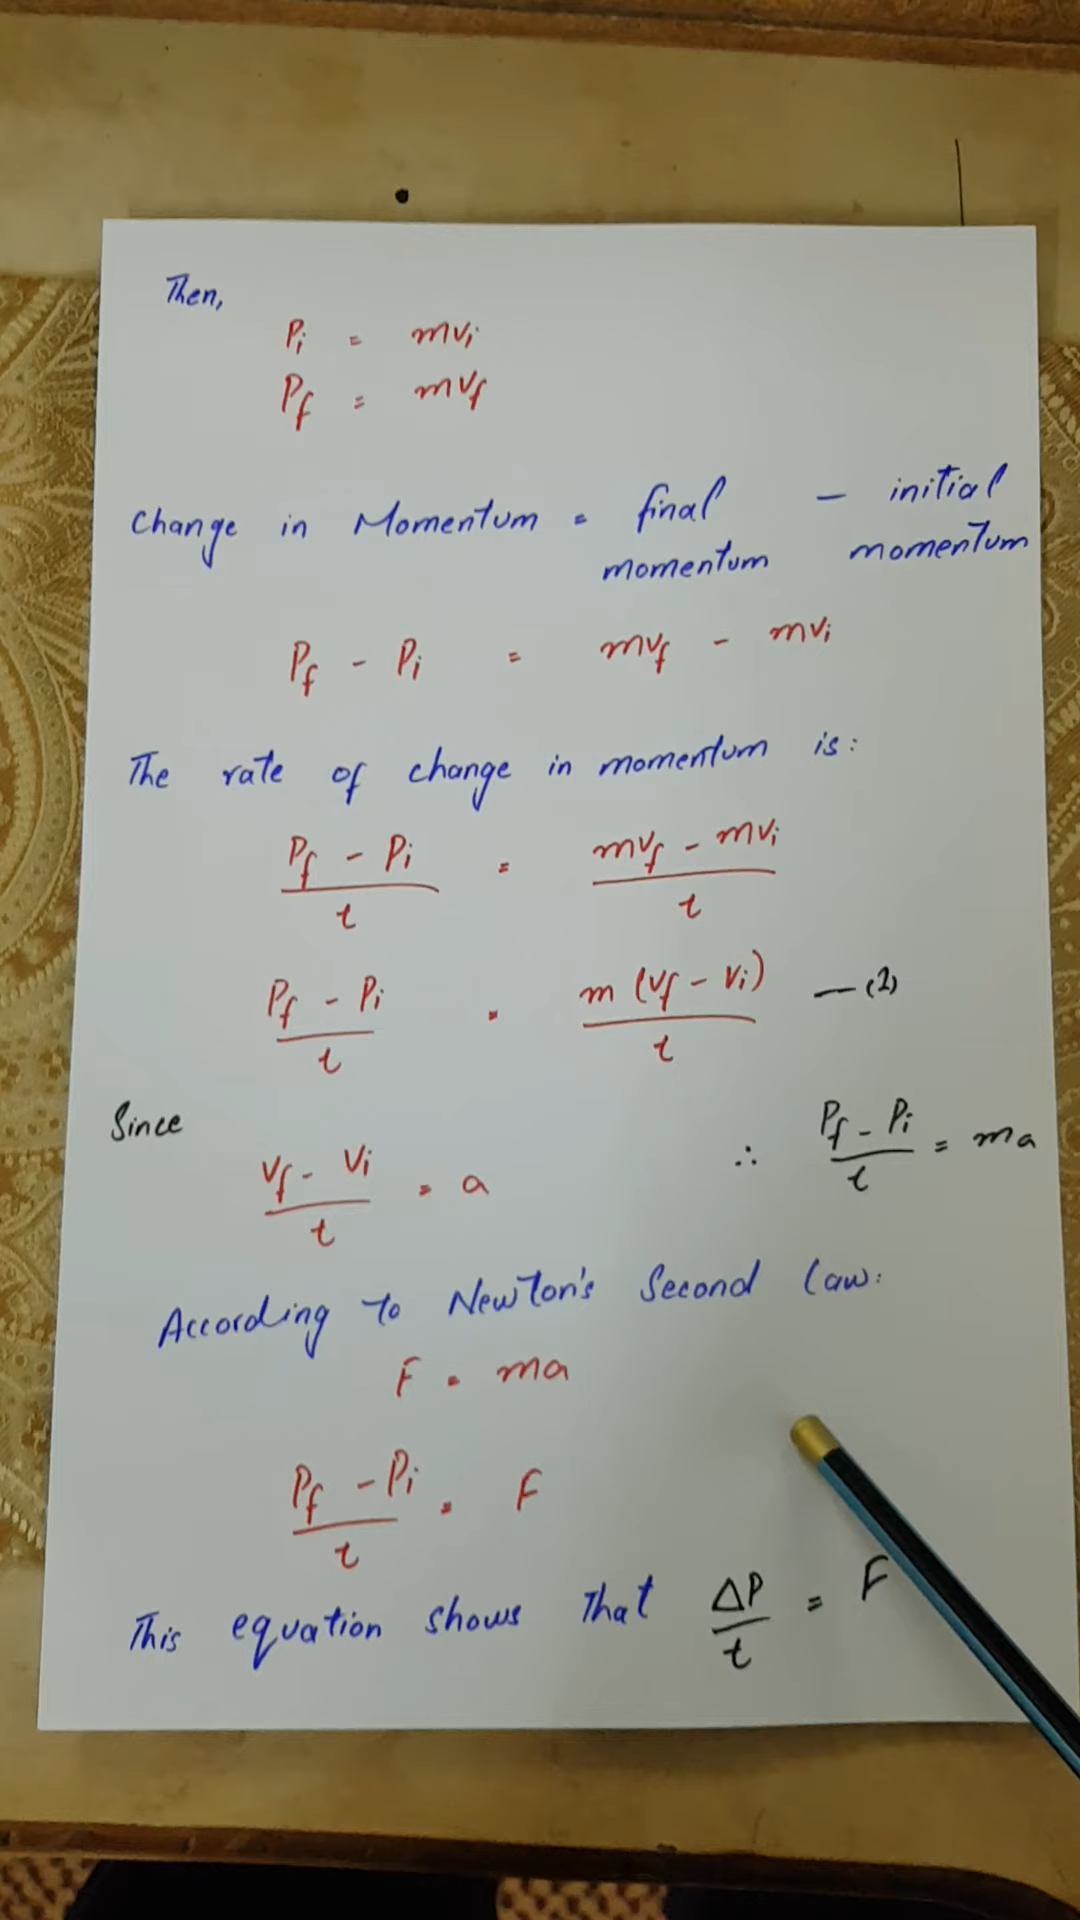 Then,
Pi = mvi
Pf = mvf
Change in Momentum = final momentum - initial momentum
Pf - Pi = mvf - mvi
The rate of change in momentum is:
Pf - Pi / t = mvf - mvi / t
Pf - Pi / t = m (vf - vi) / t — (2)
Since
vf - vi / t = a ∴ Pf - Pi / t = ma
According to Newton's Second Law:
F = ma
Pf - Pi / t = F
This equation shows that ΔP / t = F